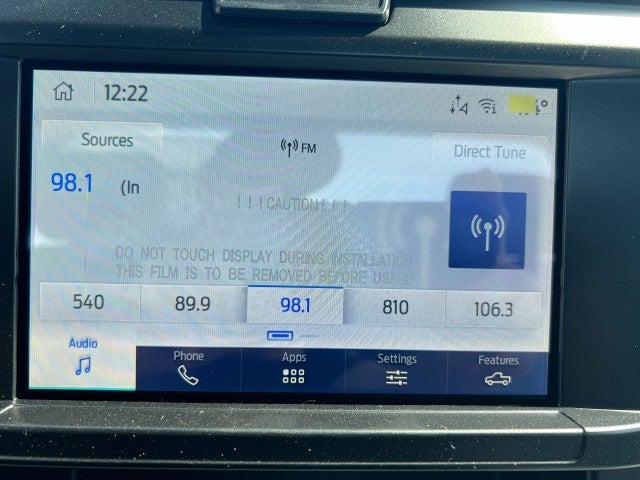 12:22
Sources
FM
Direct Tune
98.1 (In
! ! ! CAUTION ! ! !
DO NOT TOUCH DISPLAY DURING INSTALLATION
THIS FILM IS TO BE REMOVED BEFORE USAGE
540 89.9 98.1 810 106.3
Audio Phone Apps Settings Features